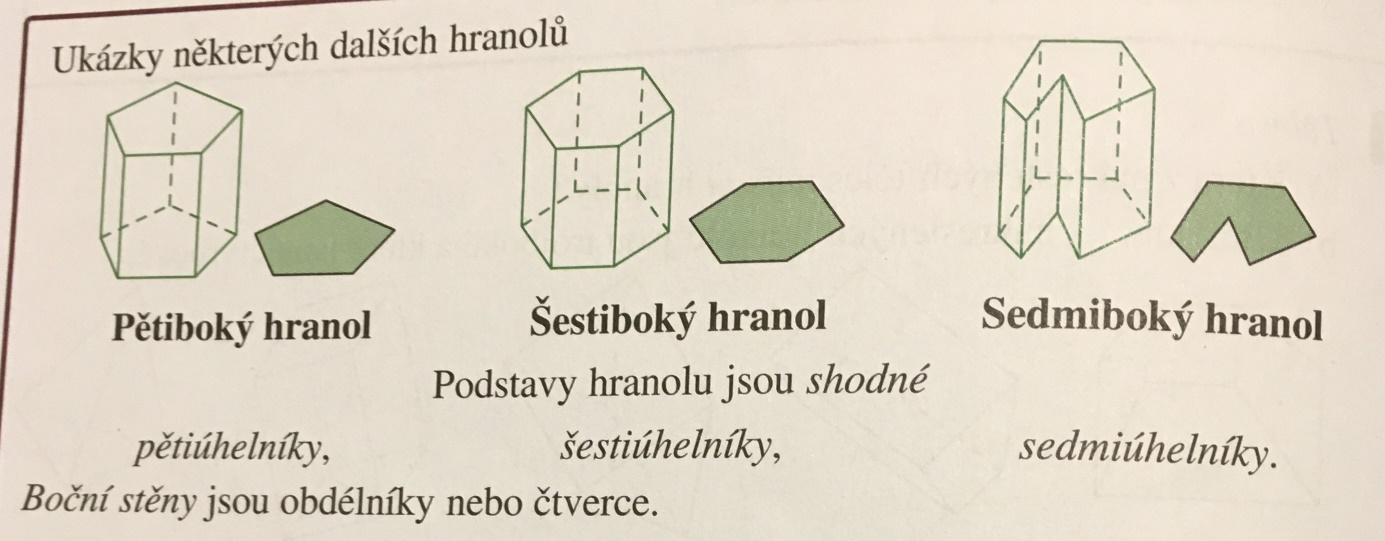 Ukázky některých dalších hranolů
Pětiboký hranol
Šestiboký hranol
Sedmiboký hranol
Podstavy hranolu jsou shodné
pětiúhelníky,
šestiúhelníky,
sedmiúhelníky.
Boční stěny jsou obdélníky nebo čtverce.